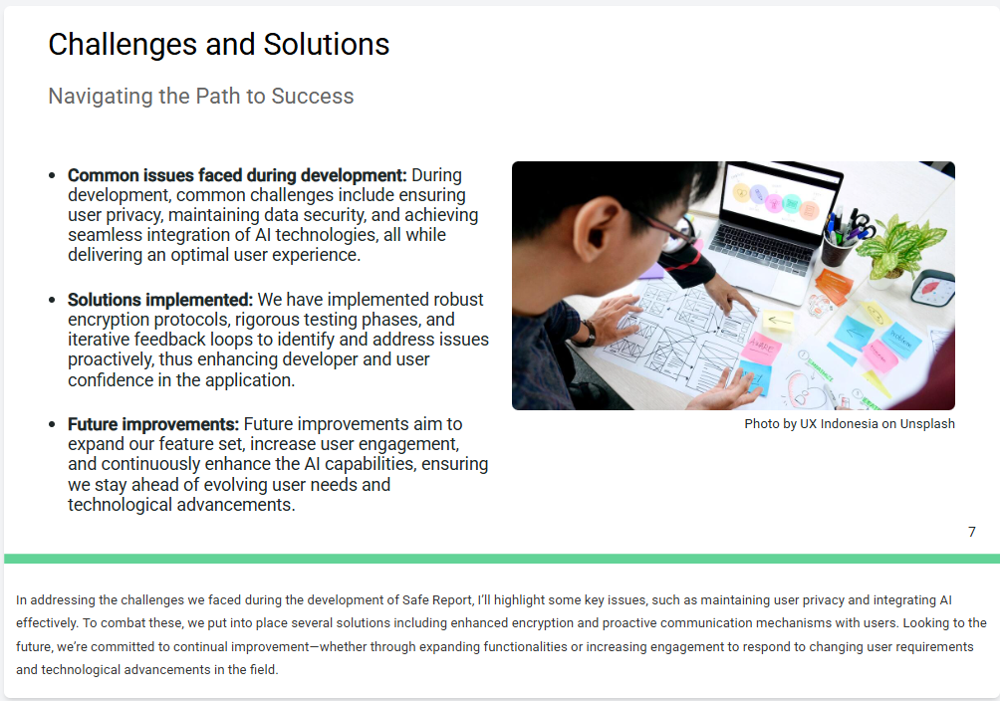 Challenges and Solutions
Navigating the Path to Success
• Common issues faced during development: During
development, common challenges include ensuring
user privacy, maintaining data security, and achieving
seamless integration of AI technologies, all while
delivering an optimal user experience.
• Solutions implemented: We have implemented robust
encryption protocols, rigorous testing phases, and
iterative feedback loops to identify and address issues
proactively, thus enhancing developer and user
confidence in the application.
• Future improvements: Future improvements aim to
expand our feature set, increase user engagement,
and continuously enhance the AI capabilities, ensuring
we stay ahead of evolving user needs and
technological advancements.
Photo by UX Indonesia on Unsplash
7
In addressing the challenges we faced during the development of Safe Report, I’ll highlight some key issues, such as maintaining user privacy and integrating AI
effectively. To combat these, we put into place several solutions including enhanced encryption and proactive communication mechanisms with users. Looking to the
future, we’re committed to continual improvement—whether through expanding functionalities or increasing engagement to respond to changing user requirements
and technological advancements in the field.